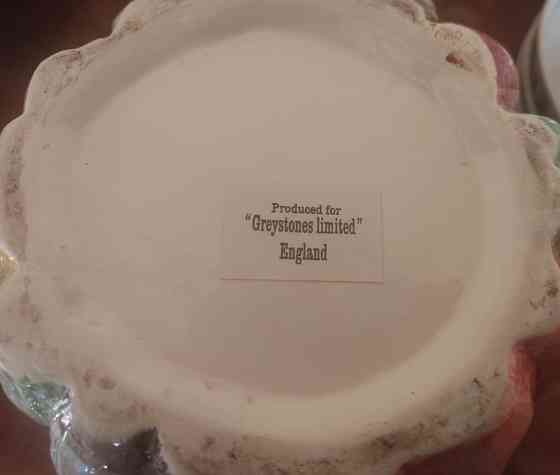 Produced for
“Greystones limited”
England